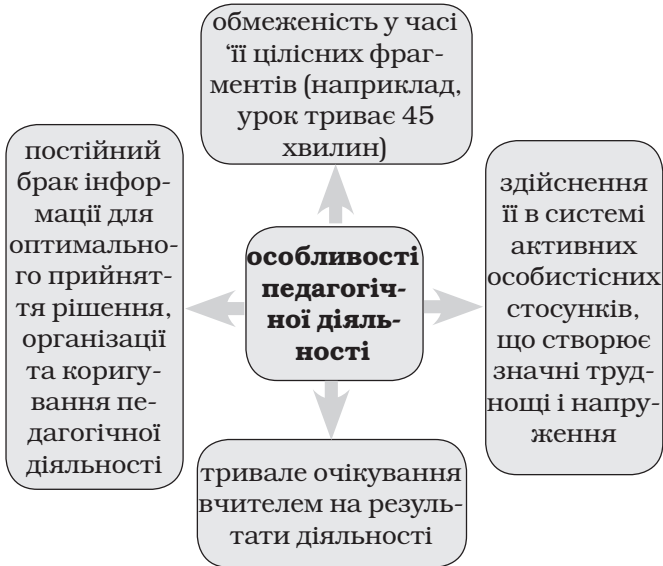 обмеженість у часі
‘її цілісних фраг-
ментів (наприклад,
урок триває 45
хвилин)
постійний
брак інфор-
мації для
оптимально-
го прийнят-
тя рішення,
організації
та коригу-
вання пе-
дагогічної
діяльності
особливості
педагогіч-
ної діяль-
ності
здійснення
її в системі
активних
особистісних
стосунків,
що створює
значні труд-
нощі і напру-
ження
тривале очікування
вчителем на резуль-
тати діяльності